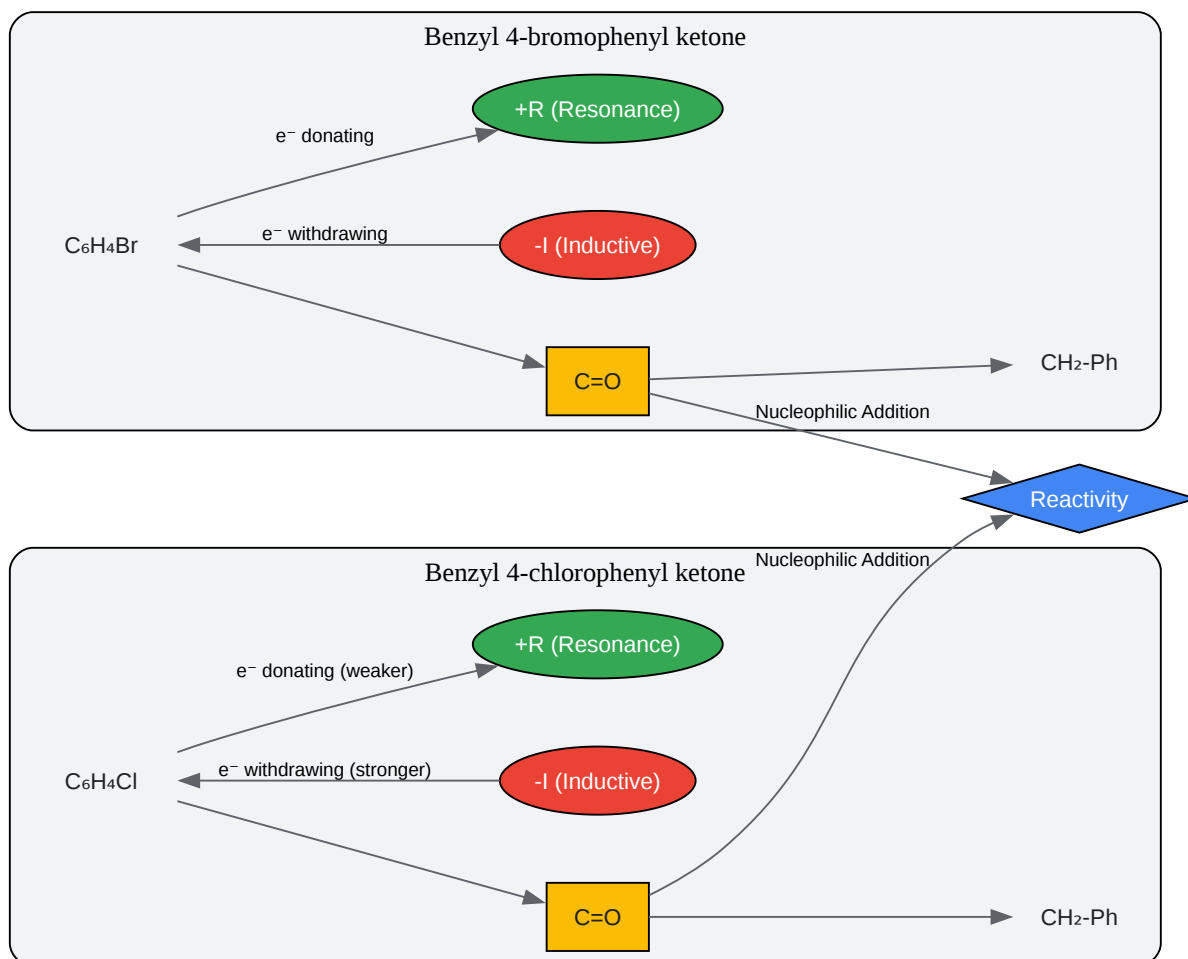 Benzyl 4-bromophenyl ketone
+R (Resonance)
e⁻ donating
C₆H₄Br
e⁻ withdrawing
-I (Inductive)
C=O
CH₂-Ph
Nucleophilic Addition
Reactivity
Nucleophilic Addition
Benzyl 4-chlorophenyl ketone
+R (Resonance)
e⁻ donating (weaker)
C₆H₄Cl
e⁻ withdrawing (stronger)
-I (Inductive)
C=O
CH₂-Ph